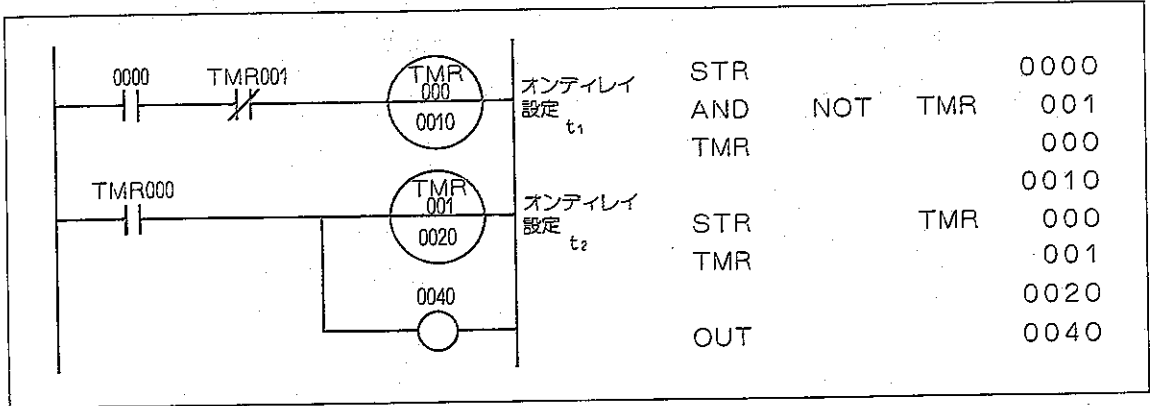 0000 TMR001 TMR
000
0010
オンディレイ
設定 t₁
TMR000 TMR
001
0020
オンディレイ
設定 t₂
0040
STR 0000
AND NOT TMR 001
TMR 000
0010
STR TMR 000
TMR 001
0020
OUT 0040